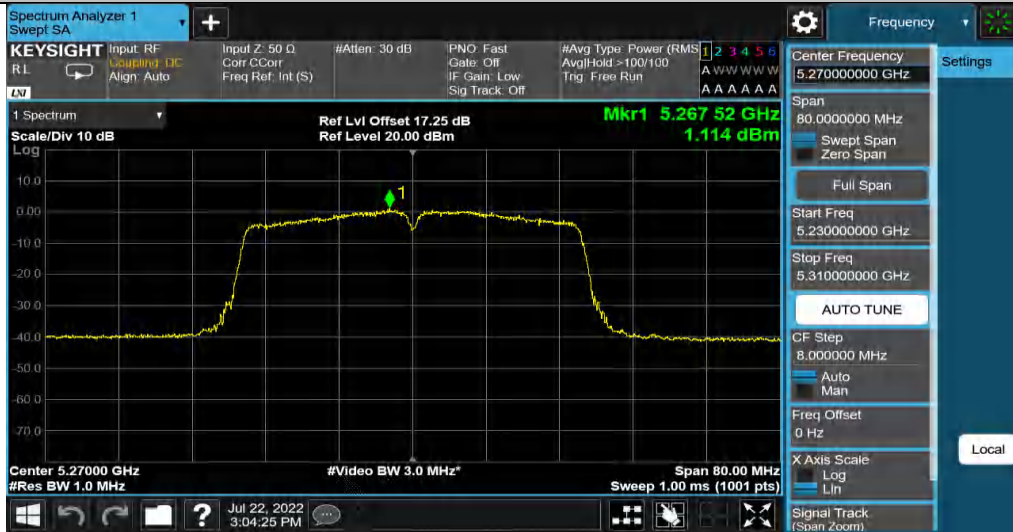 Spectrum Analyzer 1
Swept SA
+
Frequency
KEYSIGHT
RL
LXI
Input: RF
Coupling: DC
Align: Auto
Input Z: 50 Ω
Corr CCorr
Freq Ref: Int (S)
#Atten: 30 dB
PNO: Fast
Gate: Off
IF Gain: Low
Sig Track: Off
#Avg Type: Power (RMS
Avg|Hold >100/100
Trig: Free Run
1 2 3 4 5 6
A W W W W W
A A A A A A
1 Spectrum
Scale/Div 10 dB
Log
Ref Lvl Offset 17.25 dB
Ref Level 20.00 dBm
Mkr1 5.267 52 GHz
1.114 dBm
1
10.0
0.00
-10.0
-20.0
-30.0
-40.0
-50.0
-60.0
-70.0
Center 5.27000 GHz
#Res BW 1.0 MHz
#Video BW 3.0 MHz*
Span 80.00 MHz
Sweep 1.00 ms (1001 pts)
Center Frequency
5.270000000 GHz
Settings
Span
80.0000000 MHz
Swept Span
Zero Span
Full Span
Start Freq
5.230000000 GHz
Stop Freq
5.310000000 GHz
AUTO TUNE
CF Step
8.000000 MHz
Auto
Man
Freq Offset
0 Hz
X Axis Scale
Log
Lin
Local
Signal Track
(Span Zoom)
?
Jul 22, 2022
3:04:25 PM